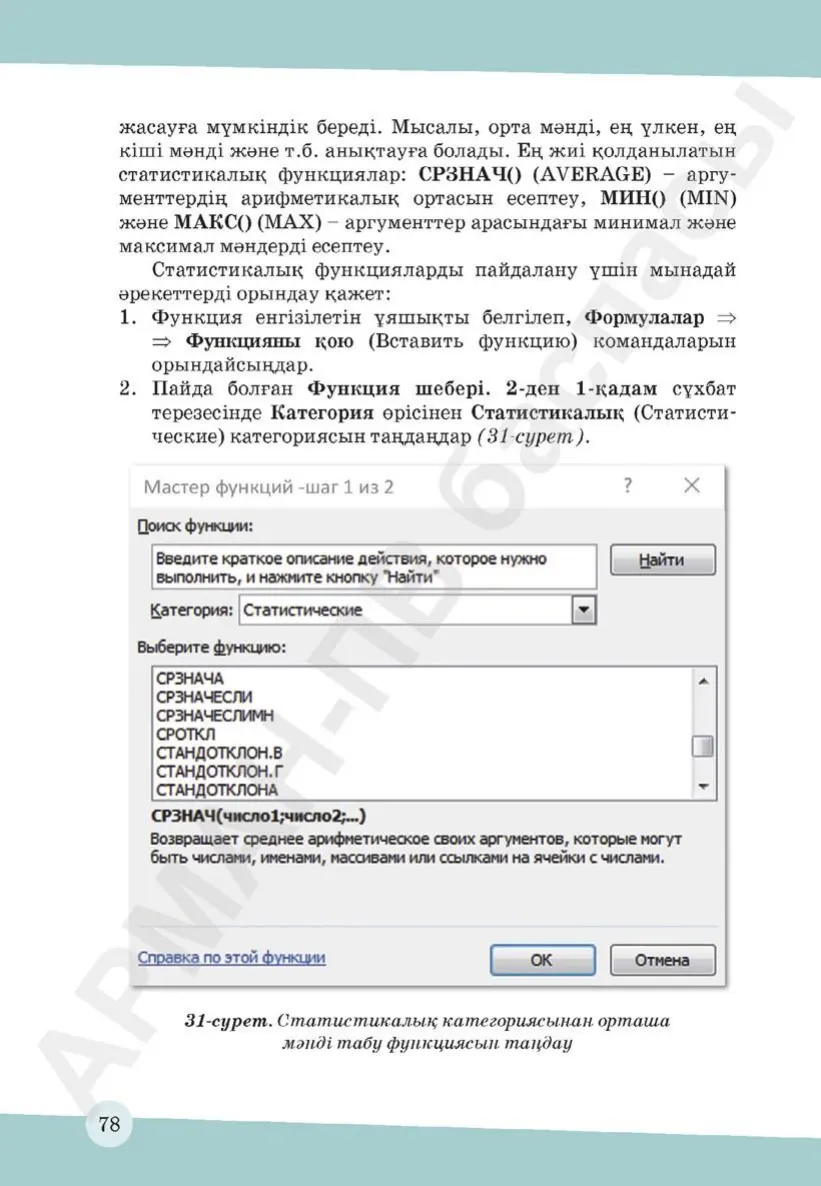 жасауға мүмкіндік береді. Мысалы, орта мәнді, ең үлкен, ең
кіші мәнді және т.б. анықтауға болады. Ең жиі қолданылатын
статистикалық функциялар: СРЗНАЧ() (AVERAGE) – аргу-
менттердің арифметикалық ортасын есептеу, МИН() (MIN)
және МАКС() (MAX) – аргументтер арасындағы минимал және
максимал мәндерді есептеу.
Статистикалық функцияларды пайдалану үшін мынадай
әрекеттерді орындау қажет:
1. Функция енгізілетін ұяшықты белгілеп, Формулалар ⇒
⇒ Функцияны қою (Вставить функцию) командаларын
орындайсыңдар.
2. Пайда болған Функция шебері. 2-ден 1-қадам сұхбат
терезесінде Категория өрісінен Статистикалық (Статисти-
ческие) категориясын таңдаңдар (31-сурет).
Мастер функций -шаг 1 из 2 ? ×
Поиск функции:
Введите краткое описание действия, которое нужно
выполнить, и нажмите кнопку "Найти"
Найти
Категория: Статистические
Выберите функцию:
СРЗНАЧА
СРЗНАЧЕСЛИ
СРЗНАЧЕСЛИМН
СРОТКЛ
СТАНДОТКЛОН.В
СТАНДОТКЛОН.Г
СТАНДОТКЛОНА
СРЗНАЧ(число1;число2;...)
Возвращает среднее арифметическое своих аргументов, которые могут
быть числами, именами, массивами или ссылками на ячейки с числами.
Справка по этой функции
ОК
Отмена
31-сурет. Статистикалық категориясынан орташа
мәнді табу функциясын таңдау
78
АРМАН-ПВ баспасы